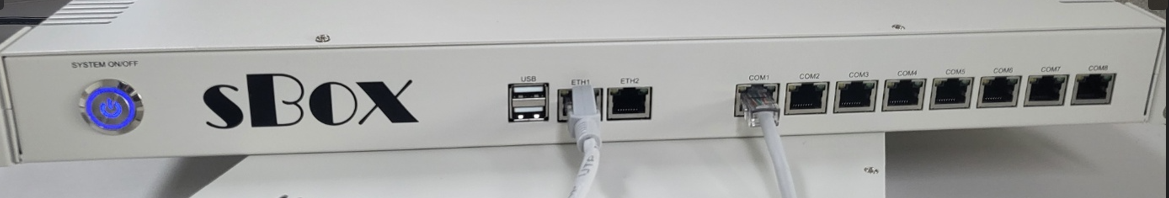 SYSTEM ON/OFF
sBox
USB
ETH1
ETH2
COM1
COM2
COM3
COM4
COM5
COM6
COM7
COM8